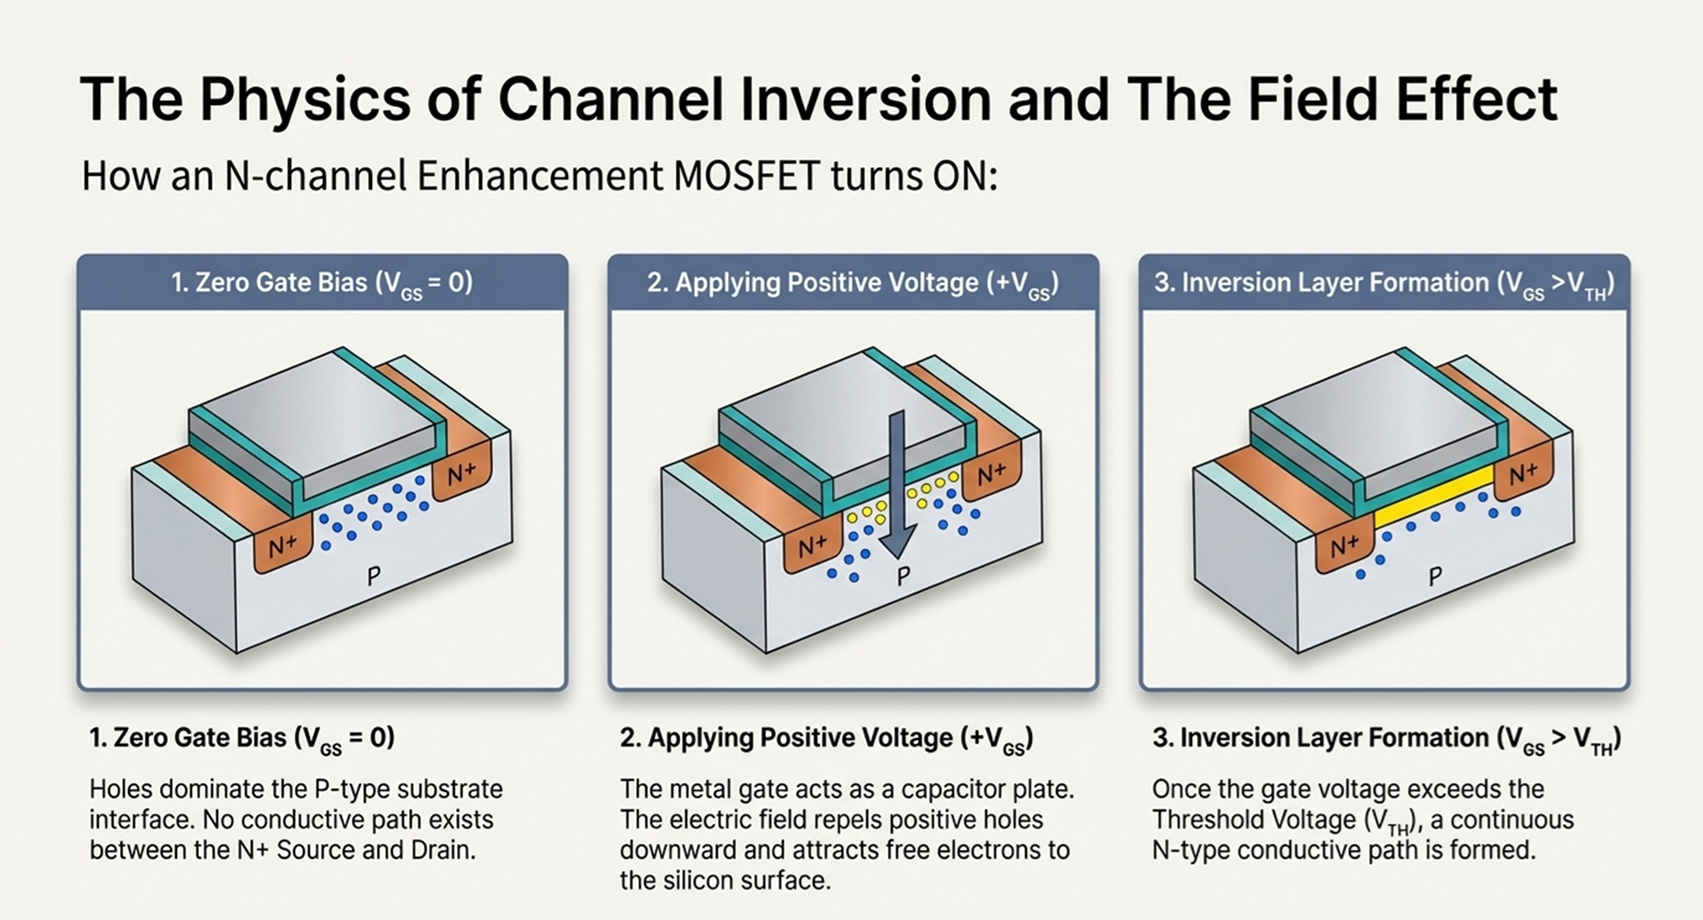 The Physics of Channel Inversion and The Field Effect
How an N-channel Enhancement MOSFET turns ON:
1. Zero Gate Bias (VGS = 0)
N+
N+
P
2. Applying Positive Voltage (+VGS)
N+
N+
P
3. Inversion Layer Formation (VGS >VTH)
N+
N+
P
1. Zero Gate Bias (VGS = 0)
Holes dominate the P-type substrate
interface. No conductive path exists
between the N+ Source and Drain.
2. Applying Positive Voltage (+VGS)
The metal gate acts as a capacitor plate.
The electric field repels positive holes
downward and attracts free electrons to
the silicon surface.
3. Inversion Layer Formation (VGS > VTH)
Once the gate voltage exceeds the
Threshold Voltage (VTH), a continuous
N-type conductive path is formed.